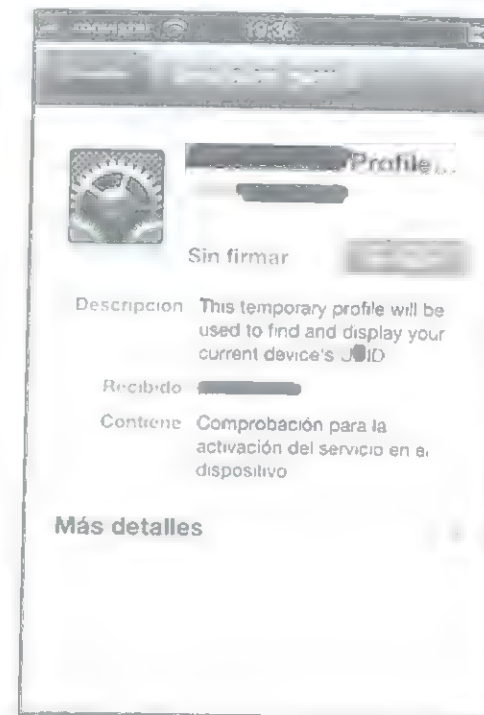 19:36
Profile...
Sin firmar
Descripción This temporary profile will be
used to find and display your
current device's
Recibido
Contiene Comprobación para la
activación del servicio en el
dispositivo
Más detalles